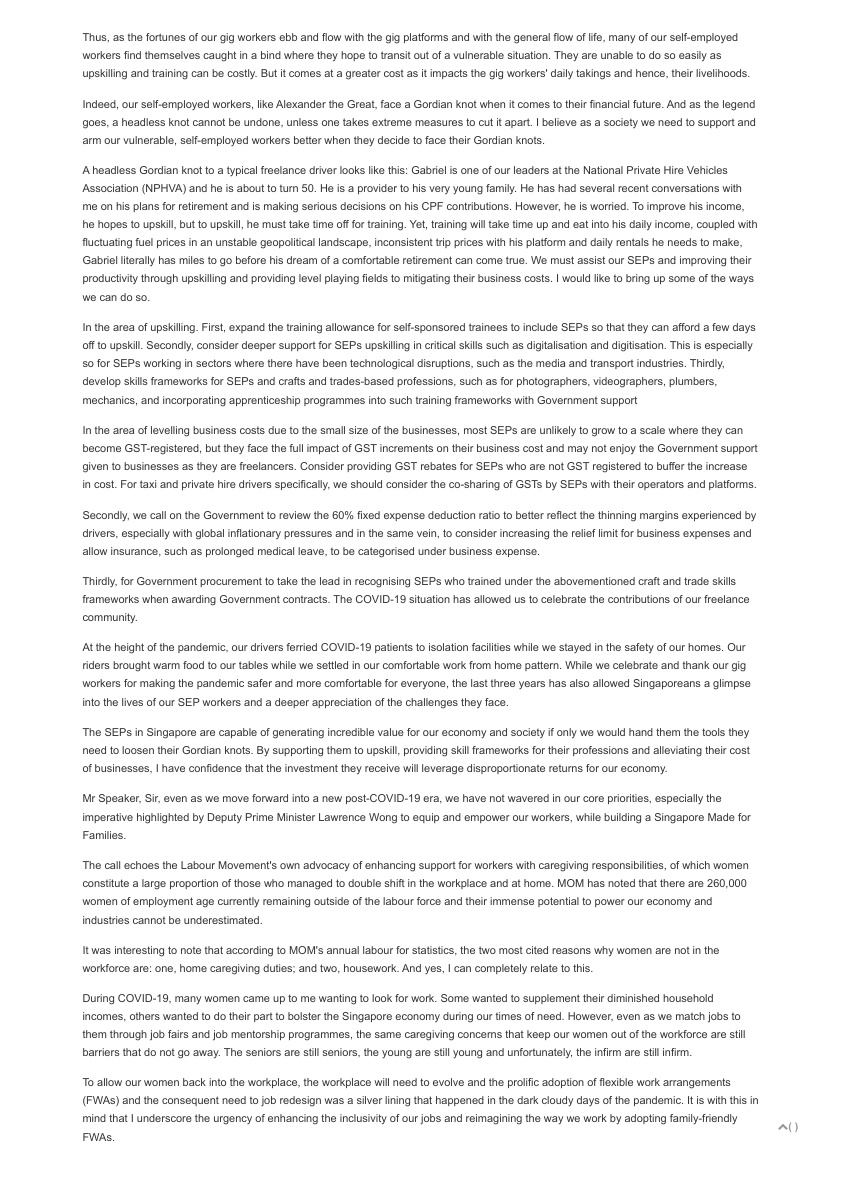 Thus, as the fortunes of our gig workers ebb and flow with the gig platforms and with the general flow of life, many of our self-employed
workers find themselves caught in a bind where they hope to transit out of a vulnerable situation. They are unable to do so easily as
upskilling and training can be costly. But it comes at a greater cost as it impacts the gig workers' daily takings and hence, their livelihoods.
Indeed, our self-employed workers, like Alexander the Great, face a Gordian knot when it comes to their financial future. And as the legend
goes, a headless knot cannot be undone, unless one takes extreme measures to cut it apart. I believe as a society we need to support and
arm our vulnerable, self-employed workers better when they decide to face their Gordian knots.
A headless Gordian knot to a typical freelance driver looks like this: Gabriel is one of our leaders at the National Private Hire Vehicles
Association (NPHVA) and he is about to turn 50. He is a provider to his very young family. He has had several recent conversations with
me on his plans for retirement and is making serious decisions on his CPF contributions. However, he is worried. To improve his income,
he hopes to upskill, but to upskill, he must take time off for training. Yet, training will take time up and eat into his daily income, coupled with
fluctuating fuel prices in an unstable geopolitical landscape, inconsistent trip prices with his platform and daily rentals he needs to make,
Gabriel literally has miles to go before his dream of a comfortable retirement can come true. We must assist our SEPs and improving their
productivity through upskilling and providing level playing fields to mitigating their business costs. I would like to bring up some of the ways
we can do so.
In the area of upskilling. First, expand the training allowance for self-sponsored trainees to include SEPs so that they can afford a few days
off to upskill. Secondly, consider deeper support for SEPs upskilling in critical skills such as digitalisation and digitisation. This is especially
so for SEPs working in sectors where there have been technological disruptions, such as the media and transport industries. Thirdly,
develop skills frameworks for SEPs and crafts and trades-based professions, such as for photographers, videographers, plumbers,
mechanics, and incorporating apprenticeship programmes into such training frameworks with Government support
In the area of levelling business costs due to the small size of the businesses, most SEPs are unlikely to grow to a scale where they can
become GST-registered, but they face the full impact of GST increments on their business cost and may not enjoy the Government support
given to businesses as they are freelancers. Consider providing GST rebates for SEPs who are not GST registered to buffer the increase
in cost. For taxi and private hire drivers specifically, we should consider the co-sharing of GSTs by SEPs with their operators and platforms.
Secondly, we call on the Government to review the 60% fixed expense deduction ratio to better reflect the thinning margins experienced by
drivers, especially with global inflationary pressures and in the same vein, to consider increasing the relief limit for business expenses and
allow insurance, such as prolonged medical leave, to be categorised under business expense.
Thirdly, for Government procurement to take the lead in recognising SEPs who trained under the abovementioned craft and trade skills
frameworks when awarding Government contracts. The COVID-19 situation has allowed us to celebrate the contributions of our freelance
community.
At the height of the pandemic, our drivers ferried COVID-19 patients to isolation facilities while we stayed in the safety of our homes. Our
riders brought warm food to our tables while we settled in our comfortable work from home pattern. While we celebrate and thank our gig
workers for making the pandemic safer and more comfortable for everyone, the last three years has also allowed Singaporeans a glimpse
into the lives of our SEP workers and a deeper appreciation of the challenges they face.
The SEPs in Singapore are capable of generating incredible value for our economy and society if only we would hand them the tools they
need to loosen their Gordian knots. By supporting them to upskill, providing skill frameworks for their professions and alleviating their cost
of businesses, I have confidence that the investment they receive will leverage disproportionate returns for our economy.
Mr Speaker, Sir, even as we move forward into a new post-COVID-19 era, we have not wavered in our core priorities, especially the
imperative highlighted by Deputy Prime Minister Lawrence Wong to equip and empower our workers, while building a Singapore Made for
Families.
The call echoes the Labour Movement's own advocacy of enhancing support for workers with caregiving responsibilities, of which women
constitute a large proportion of those who managed to double shift in the workplace and at home. MOM has noted that there are 260,000
women of employment age currently remaining outside of the labour force and their immense potential to power our economy and
industries cannot be underestimated.
It was interesting to note that according to MOM's annual labour for statistics, the two most cited reasons why women are not in the
workforce are: one, home caregiving duties; and two, housework. And yes, I can completely relate to this.
During COVID-19, many women came up to me wanting to look for work. Some wanted to supplement their diminished household
incomes, others wanted to do their part to bolster the Singapore economy during our times of need. However, even as we match jobs to
them through job fairs and job mentorship programmes, the same caregiving concerns that keep our women out of the workforce are still
barriers that do not go away. The seniors are still seniors, the young are still young and unfortunately, the infirm are still infirm.
To allow our women back into the workplace, the workplace will need to evolve and the prolific adoption of flexible work arrangements
(FWAs) and the consequent need to job redesign was a silver lining that happened in the dark cloudy days of the pandemic. It is with this in
mind that I underscore the urgency of enhancing the inclusivity of our jobs and reimagining the way we work by adopting family-friendly
FWAs.
( )